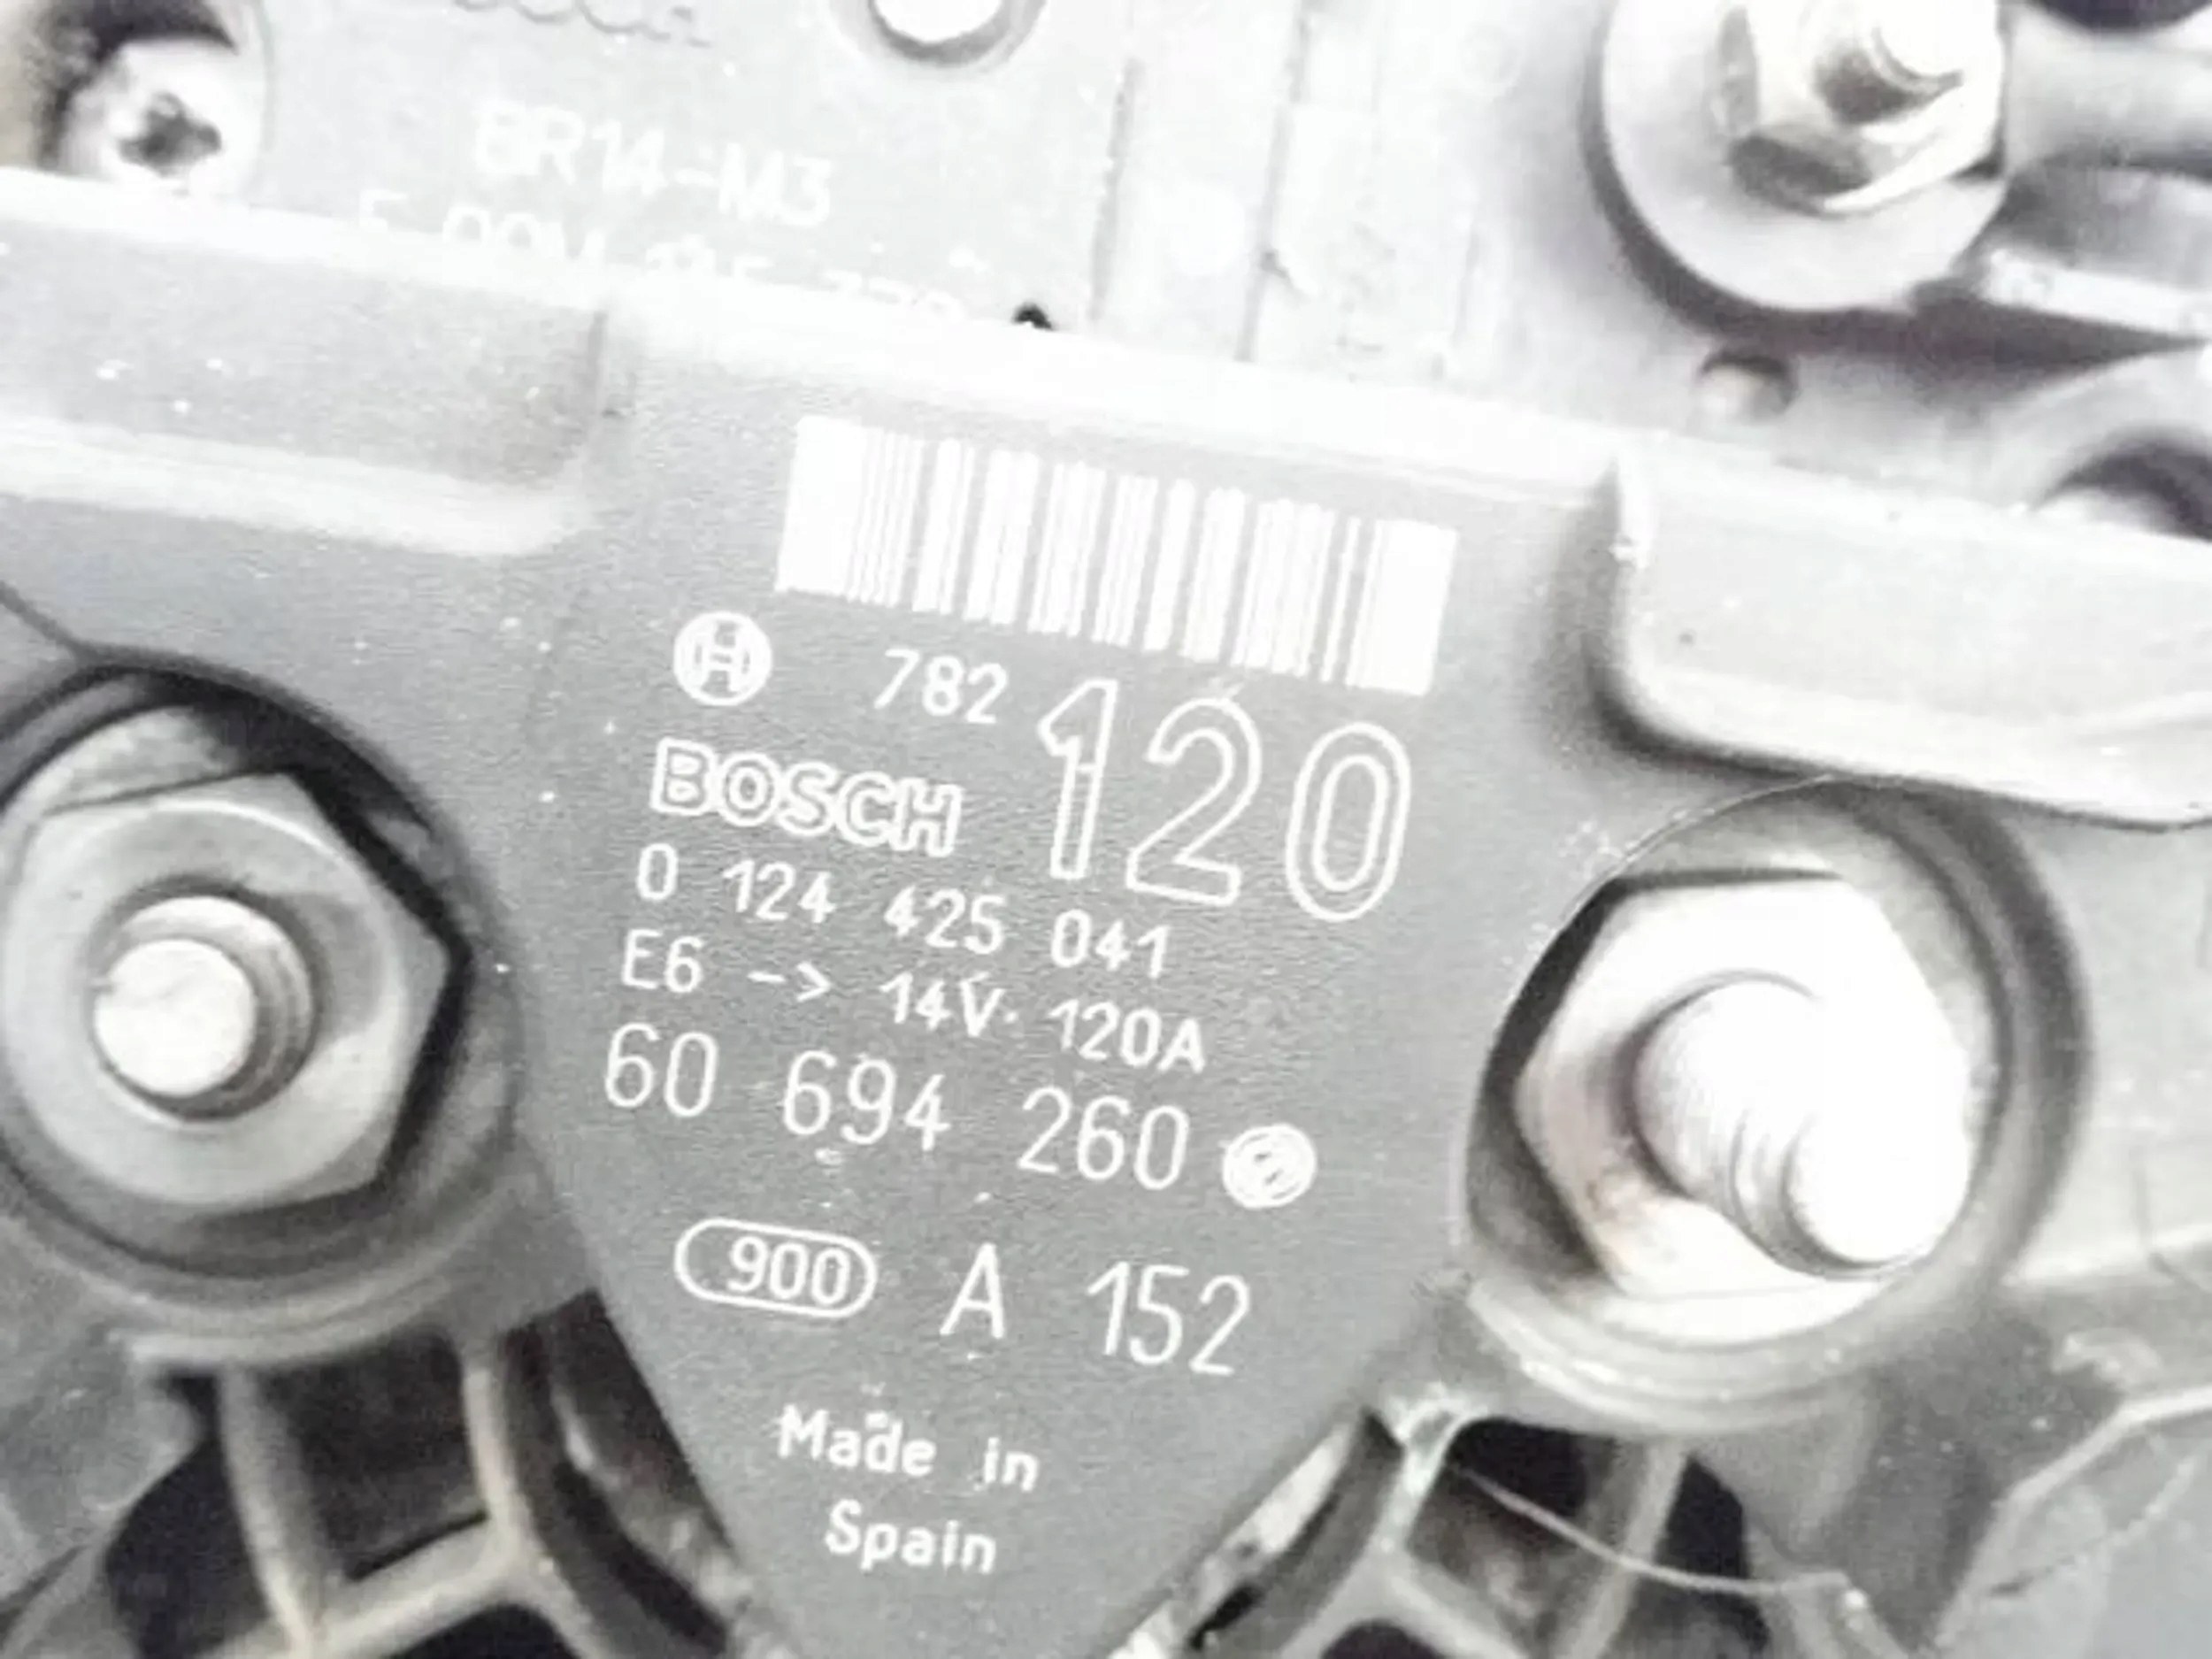 BR14-M3
782
120
BOSCH
0 124 425 041
E6 -> 14V 120A
60 694 260
900 A 152
Made in
Spain